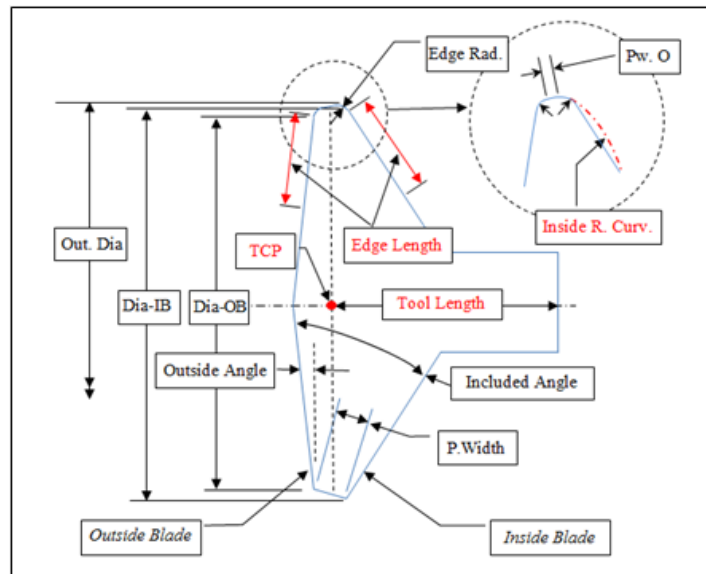 Edge Rad.
Pw. O
Out. Dia
TCP
Edge Length
Inside R. Curv.
Dia-IB
Dia-OB
Tool Length
Outside Angle
Included Angle
P.Width
Outside Blade
Inside Blade